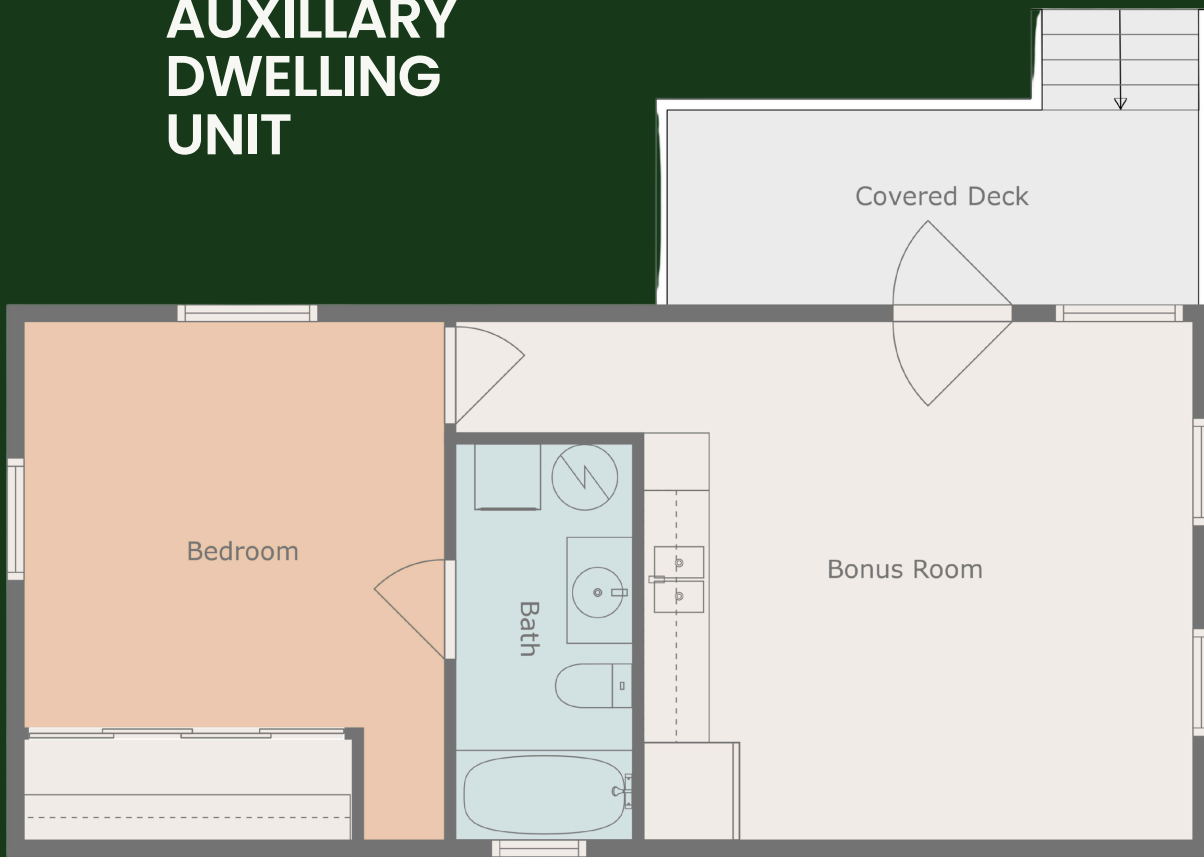 AUXILLARY
DWELLING
UNIT
Covered Deck
Bedroom
Bath
Bonus Room